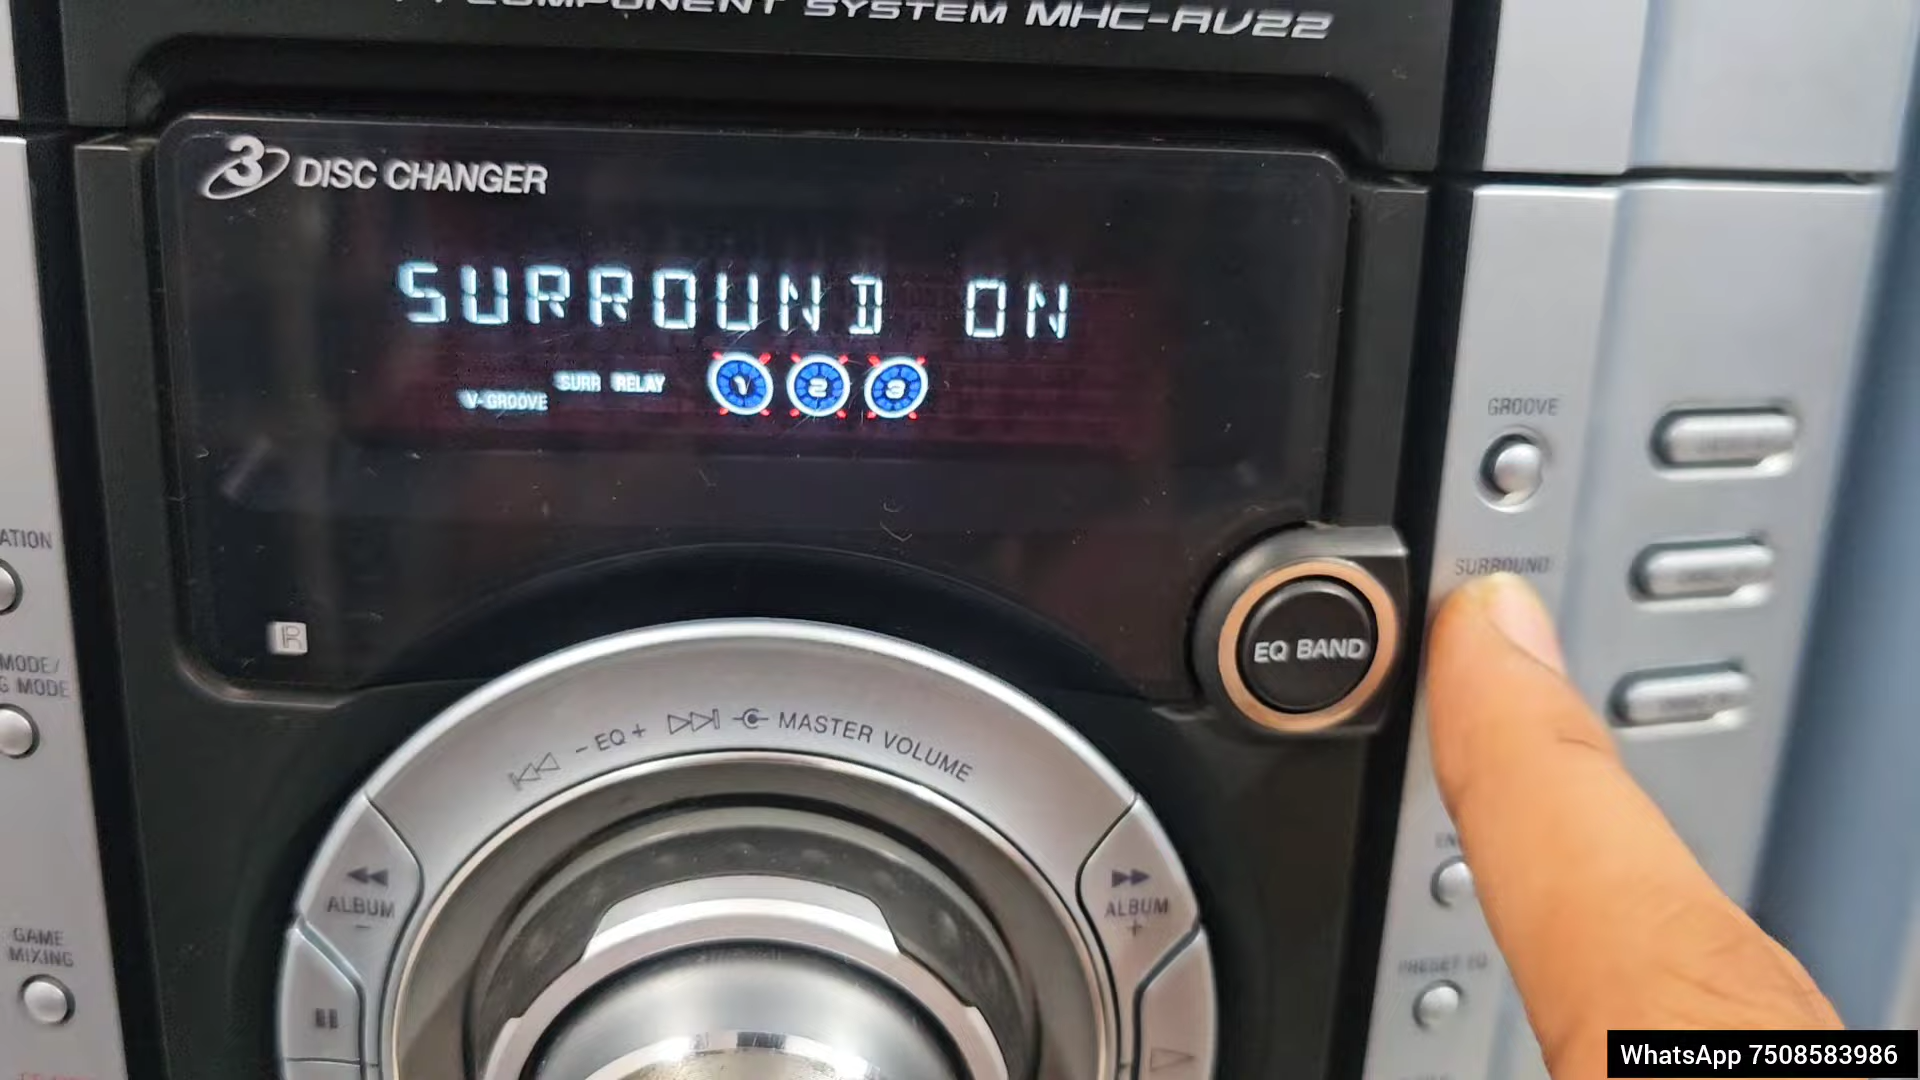 COMPONENT SYSTEM MHC-RV22
3 DISC CHANGER
SURROUND ON
V-GROOVE SURR RELAY 1 2 3
GROOVE
SURROUND
EQ BAND
R
MODE/
MODE
- EQ + MASTER VOLUME
ALBUM
-
ALBUM
+
GAME
MIXING
PRESET EQ
WhatsApp 7508583986